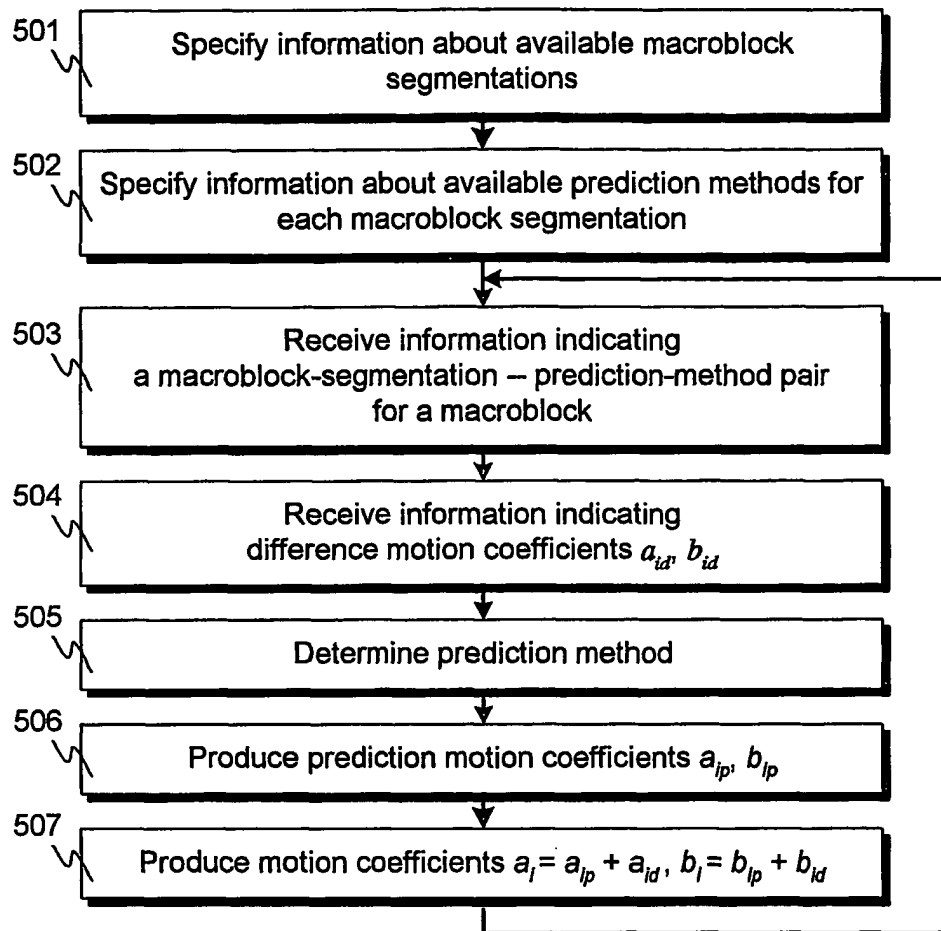 501
Specify information about available macroblock
segmentations
502
Specify information about available prediction methods for
each macroblock segmentation
503
Receive information indicating
a macroblock-segmentation – prediction-method pair
for a macroblock
504
Receive information indicating
difference motion coefficients a_id, b_id
505
Determine prediction method
506
Produce prediction motion coefficients a_ip, b_ip
507
Produce motion coefficients a_i = a_ip + a_id, b_i = b_ip + b_id